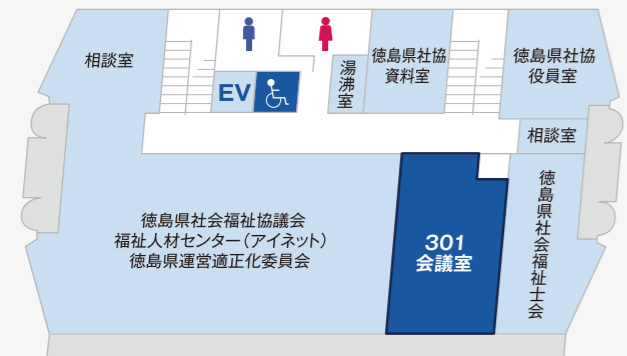 相談室
EV
湯沸室
徳島県社協
資料室
徳島県社協
役員室
相談室
徳島県社会福祉協議会
福祉人材センター（アイネット）
徳島県運営適正化委員会
301
会議室
徳島県社会福祉士会